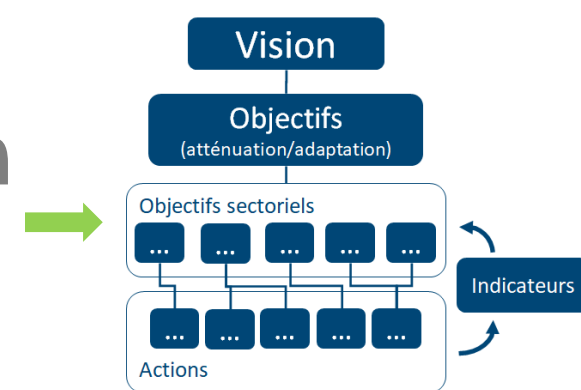 Vision
Objectifs
(atténuation/adaptation)
Objectifs sectoriels
... ... ... ... ...
Indicateurs
... ... ... ... ...
Actions